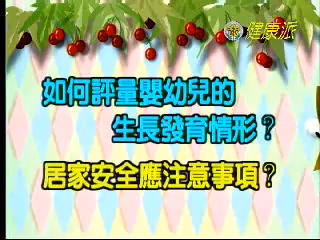 健康派
如何評量嬰幼兒的
生長發育情形？
居家安全應注意事項？